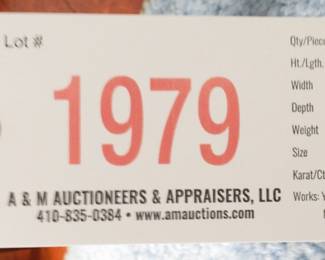 Lot #
1979
A & M AUCTIONEERS & APPRAISERS, LLC
410-835-0384 • www.amauctions.com
Qty/Piece
Ht./Lgth.
Width
Depth
Weight
Size
Karat/Ct
Works: Y